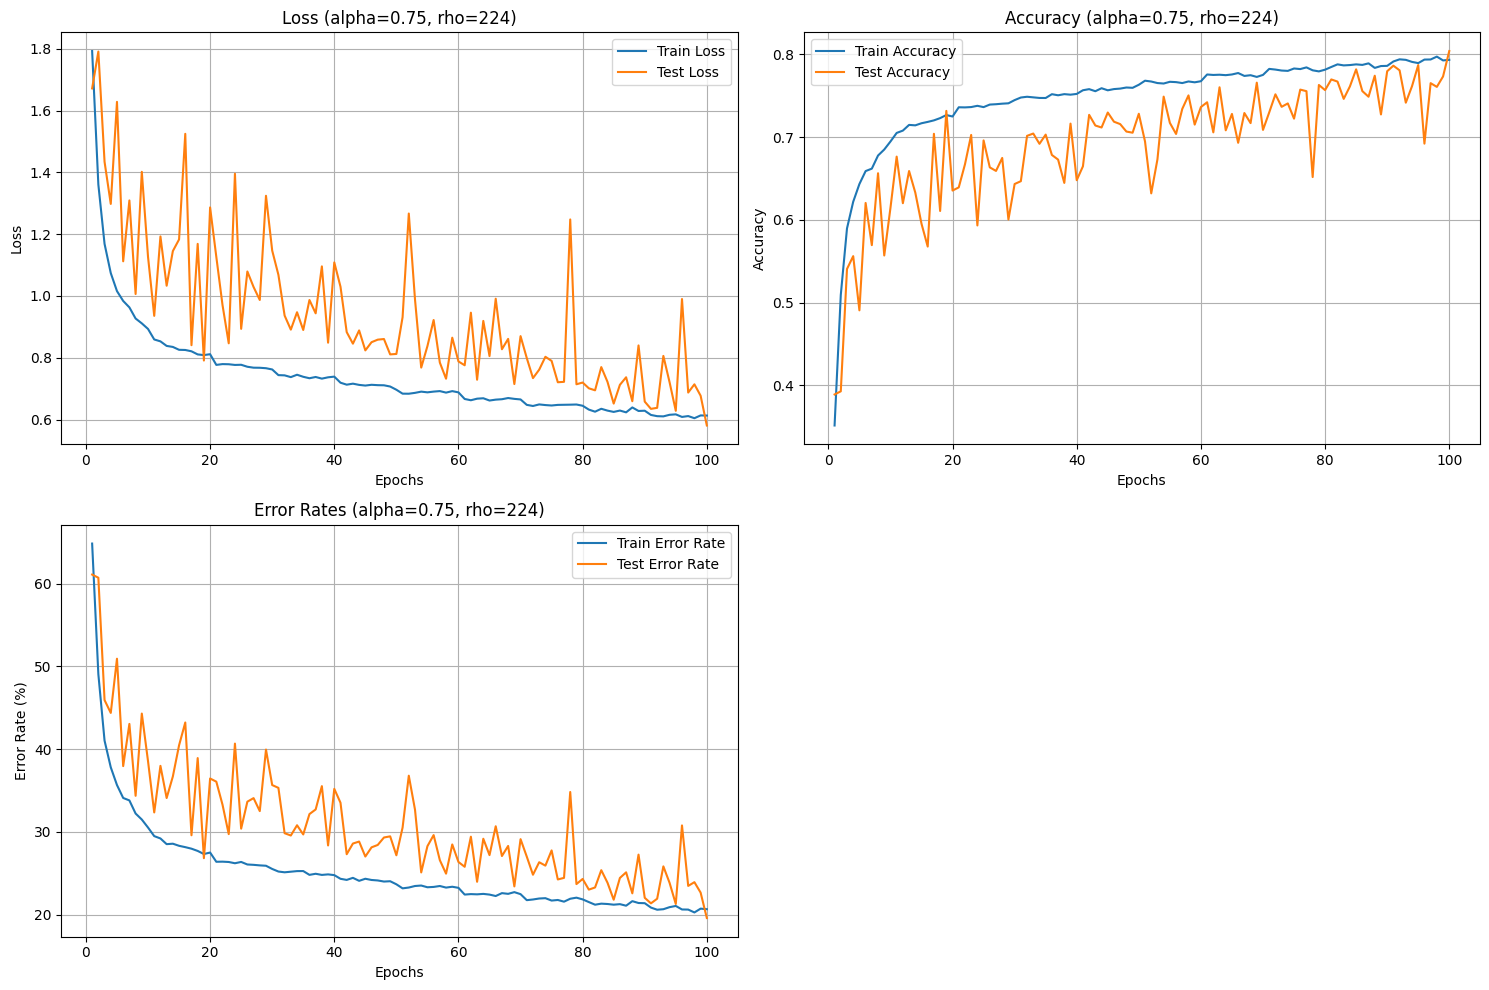 Loss (alpha=0.75, rho=224)
Train Loss
Test Loss
1.8
1.6
1.4
1.2
1.0
0.8
0.6
Loss
0 20 40 60 80 100
Epochs
Accuracy (alpha=0.75, rho=224)
Train Accuracy
Test Accuracy
0.8
0.7
0.6
0.5
0.4
Accuracy
0 20 40 60 80 100
Epochs
Error Rates (alpha=0.75, rho=224)
Train Error Rate
Test Error Rate
60
50
40
30
20
Error Rate (%)
0 20 40 60 80 100
Epochs